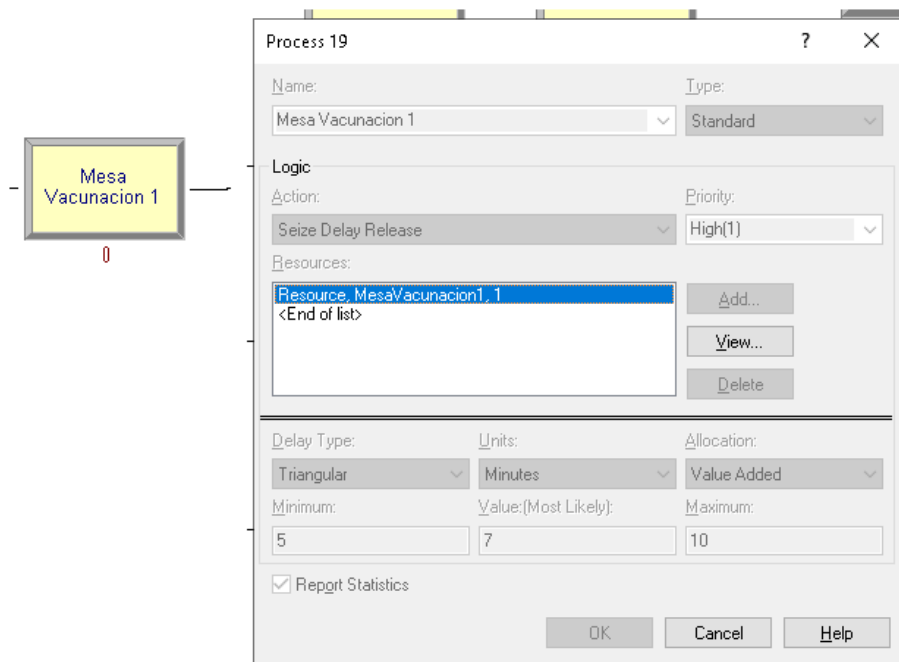 Process 19
?
Name:
Type:
Mesa Vacunacion 1
Standard
Mesa
Vacunacion 1
0
Logic
Action:
Priority:
Seize Delay Release
High(1)
Resources:
Resource, MesaVacunacion1, 1
<End of list>
Add...
View...
Delete
Delay Type:
Units:
Allocation:
Triangular
Minutes
Value Added
Minimum:
Value:(Most Likely):
Maximum:
5
7
10
Report Statistics
OK
Cancel
Help